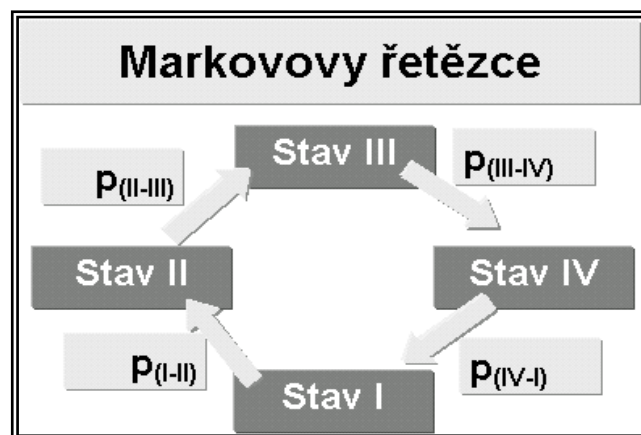 Markovovy řetězce
Stav III
p(II-III)
p(III-IV)
Stav II
Stav IV
p(I-II)
p(IV-I)
Stav I